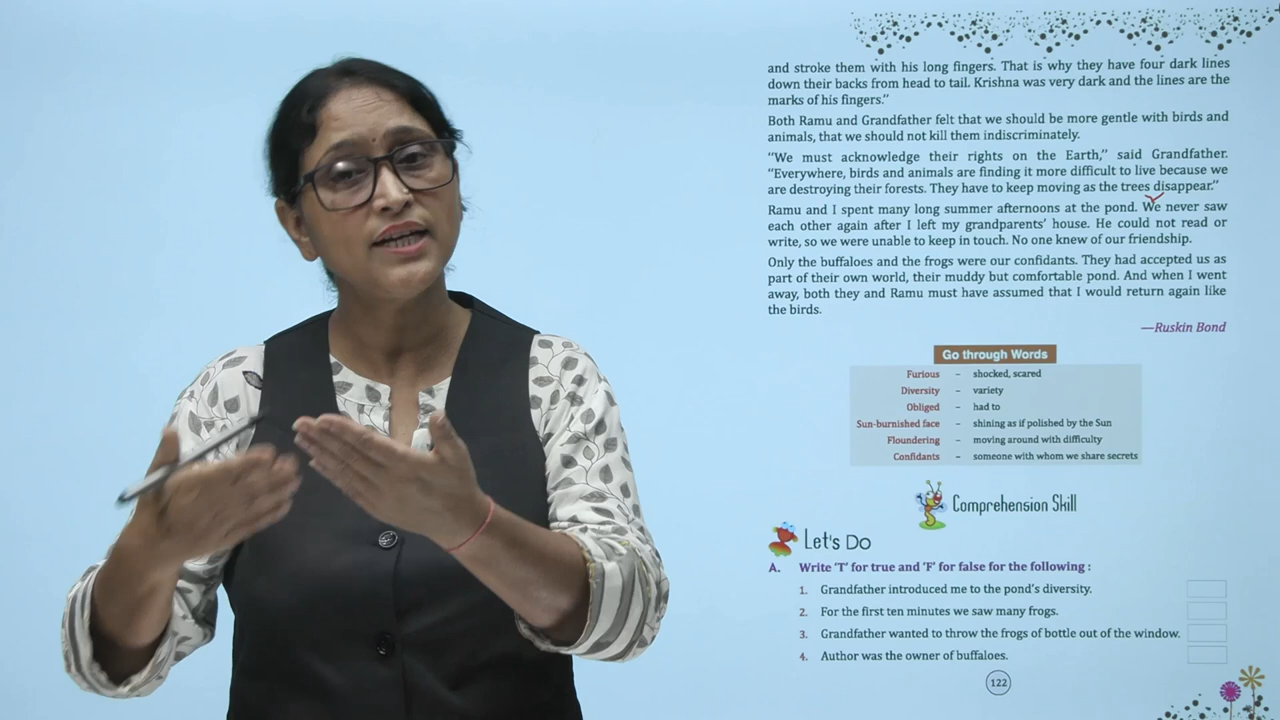 and stroke them with his long fingers. That is why they have four dark lines
down their backs from head to tail. Krishna was very dark and the lines are the
marks of his fingers.”
Both Ramu and Grandfather felt that we should be more gentle with birds and
animals, that we should not kill them indiscriminately.
“We must acknowledge their rights on the Earth,” said Grandfather.
“Everywhere, birds and animals are finding it more difficult to live because we
are destroying their forests. They have to keep moving as the trees disappear.”
Ramu and I spent many long summer afternoons at the pond. We never saw
each other again after I left my grandparents’ house. He could not read or
write, so we were unable to keep in touch. No one knew of our friendship.
Only the buffaloes and the frogs were our confidants. They had accepted us as
part of their own world, their muddy but comfortable pond. And when I went
away, both they and Ramu must have assumed that I would return again like
the birds.
—Ruskin Bond
Go through Words
Furious – shocked, scared
Diversity – variety
Obliged – had to
Sun-burnished face – shining as if polished by the Sun
Floundering – moving around with difficulty
Confidants – someone with whom we share secrets
Comprehension Skill
Let's Do
A. Write ‘T’ for true and ‘F’ for false for the following :
1. Grandfather introduced me to the pond’s diversity.
2. For the first ten minutes we saw many frogs.
3. Grandfather wanted to throw the frogs of bottle out of the window.
4. Author was the owner of buffaloes.
122